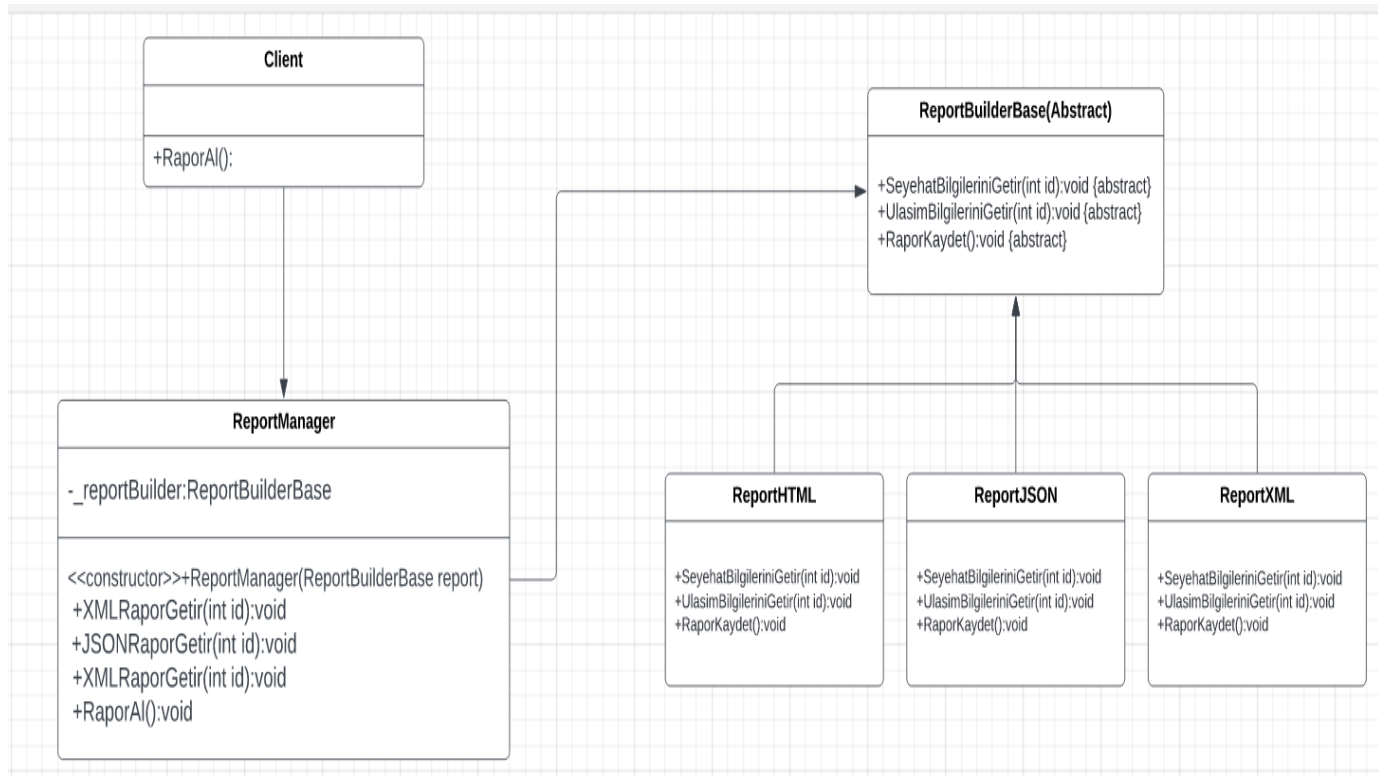 Client
+RaporAl():
ReportBuilderBase(Abstract)
+SeyehatBilgileriniGetir(int id):void {abstract}
+UlasimBilgileriniGetir(int id):void {abstract}
+RaporKaydet():void {abstract}
ReportManager
-_reportBuilder:ReportBuilderBase
<<constructor>>+ReportManager(ReportBuilderBase report)
+XMLRaporGetir(int id):void
+JSONRaporGetir(int id):void
+XMLRaporGetir(int id):void
+RaporAl():void
ReportHTML
+SeyehatBilgileriniGetir(int id):void
+UlasimBilgileriniGetir(int id):void
+RaporKaydet():void
ReportJSON
+SeyehatBilgileriniGetir(int id):void
+UlasimBilgileriniGetir(int id):void
+RaporKaydet():void
ReportXML
+SeyehatBilgileriniGetir(int id):void
+UlasimBilgileriniGetir(int id):void
+RaporKaydet():void